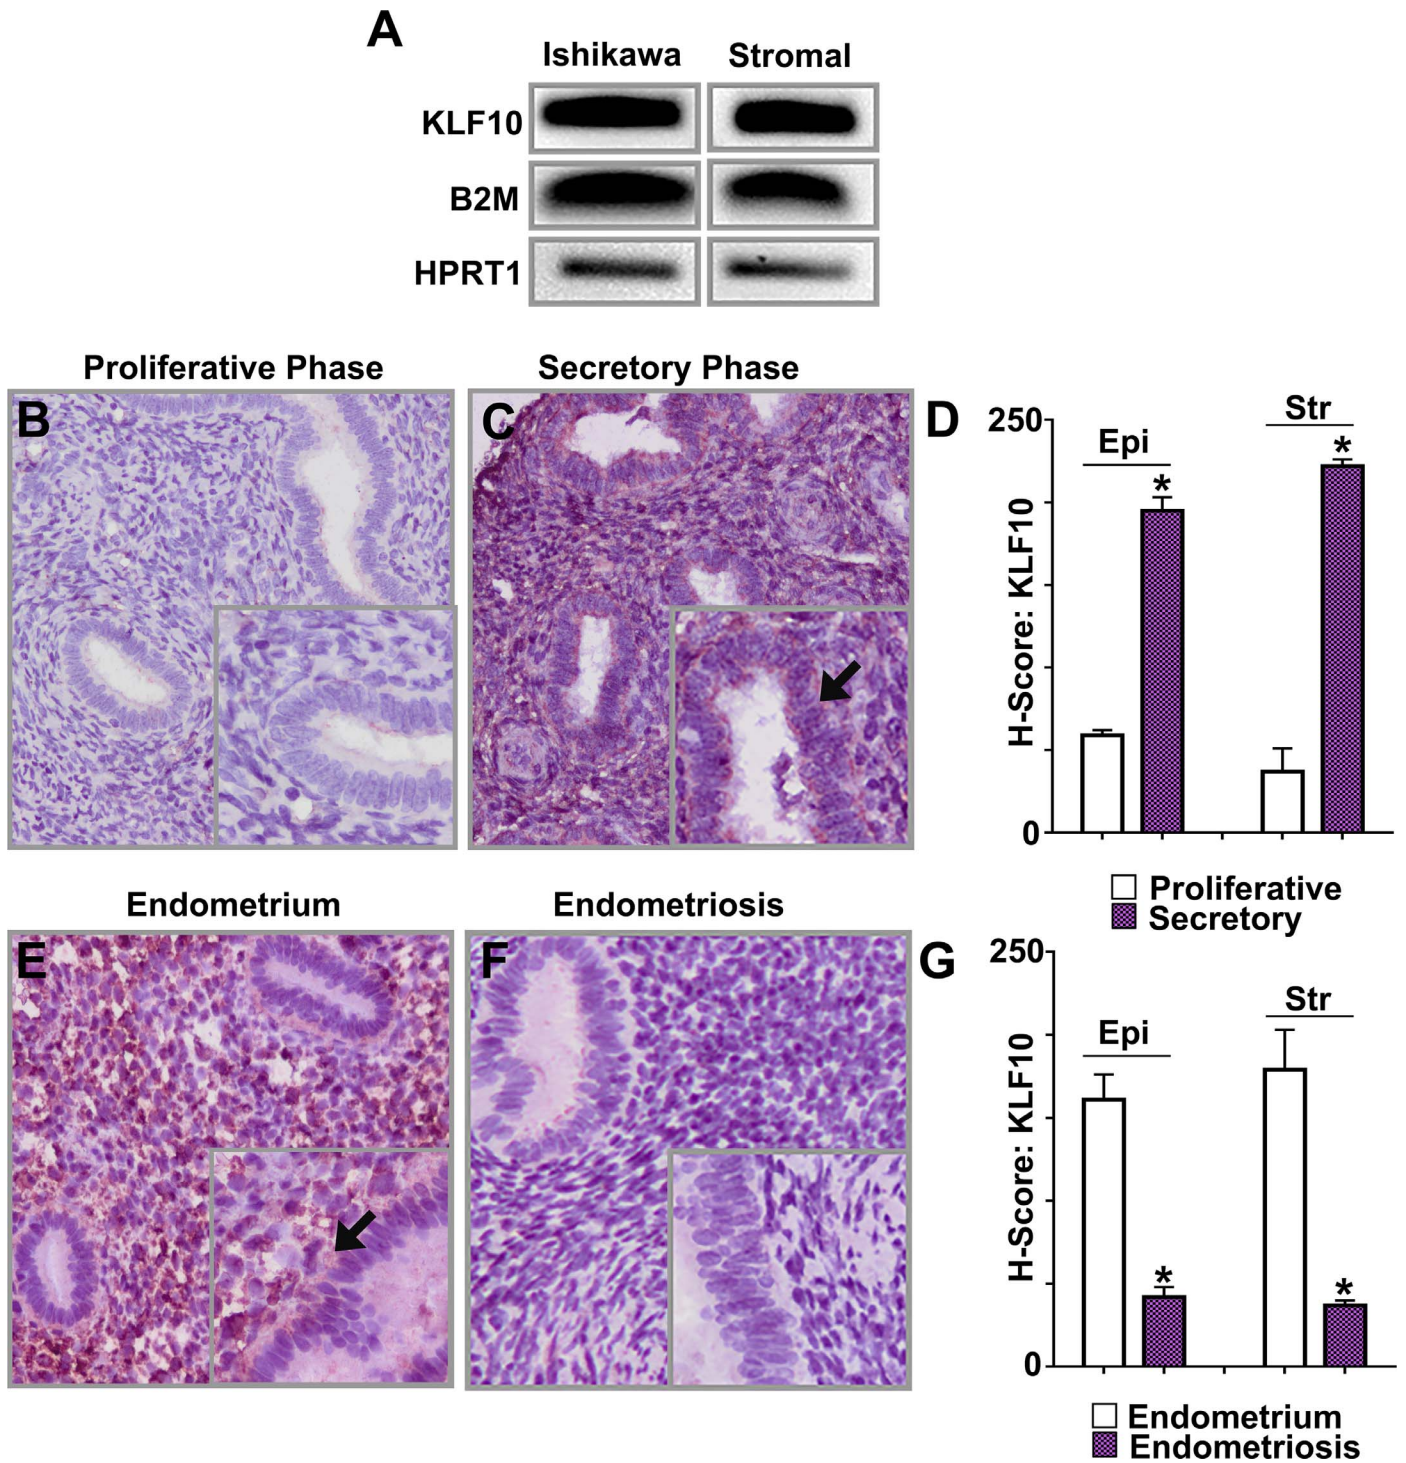 A
Ishikawa Stromal
KLF10
B2M
HPRT1
Proliferative Phase
Secretory Phase
B
C
D
250
0
H-Score: KLF10
Epi
*
Str
*
Proliferative
Secretory
Endometrium
Endometriosis
E
F
G
250
0
H-Score: KLF10
Epi
*
Str
*
Endometrium
Endometriosis